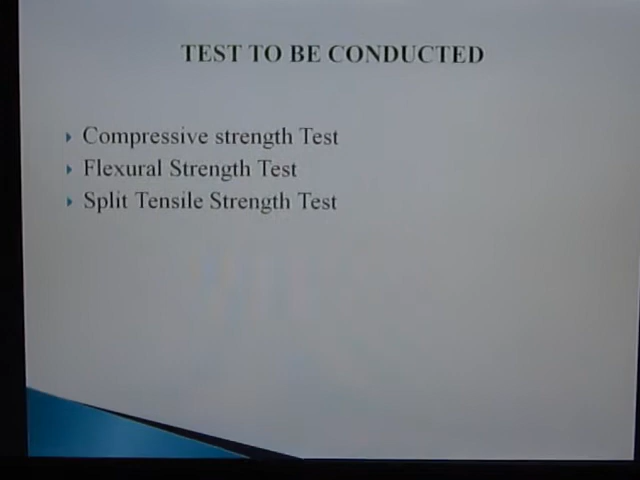 TEST TO BE CONDUCTED
Compressive strength Test
Flexural Strength Test
Split Tensile Strength Test